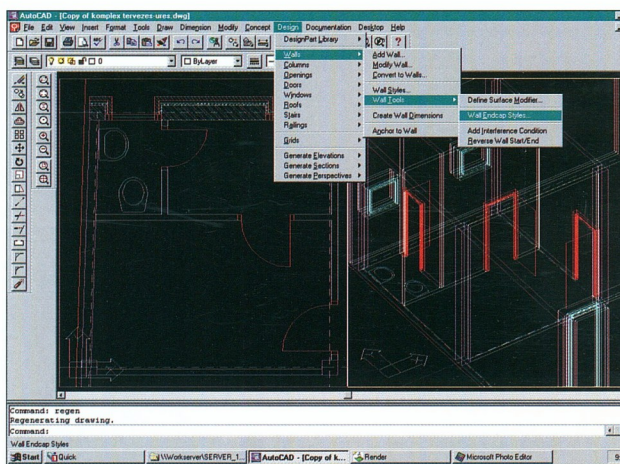 AutoCAD - [Copy of komplex tervezes-ures.dwg]
File Edit View Insert Format Tools Draw Dimension Modify Concept Design Documentation Desktop Help
0
ByLayer
DesignPart Library
Walls
Columns
Openings
Doors
Windows
Roofs
Stairs
Railings
Grids
Generate Elevations
Generate Sections
Generate Perspectives
Add Wall...
Modify Wall...
Convert to Walls...
Wall Styles...
Wall Tools
Create Wall Dimensions
Anchor to Wall
Define Surface Modifier...
Wall Endcap Styles...
Add Interference Condition
Reverse Wall Start/End
Command: regen
Regenerating drawing.
Command:
Wall Endcap Styles
Start Quick \\Workserver\SERVER_1... AutoCAD - [Copy of k... Render Microsoft Photo Editor